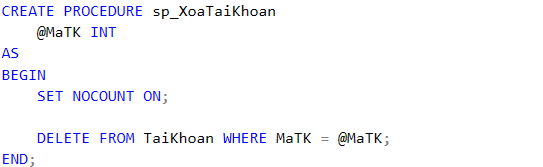 CREATE PROCEDURE sp_XoaTaiKhoan
    @MaTK INT
AS
BEGIN
    SET NOCOUNT ON;

    DELETE FROM TaiKhoan WHERE MaTK = @MaTK;
END;